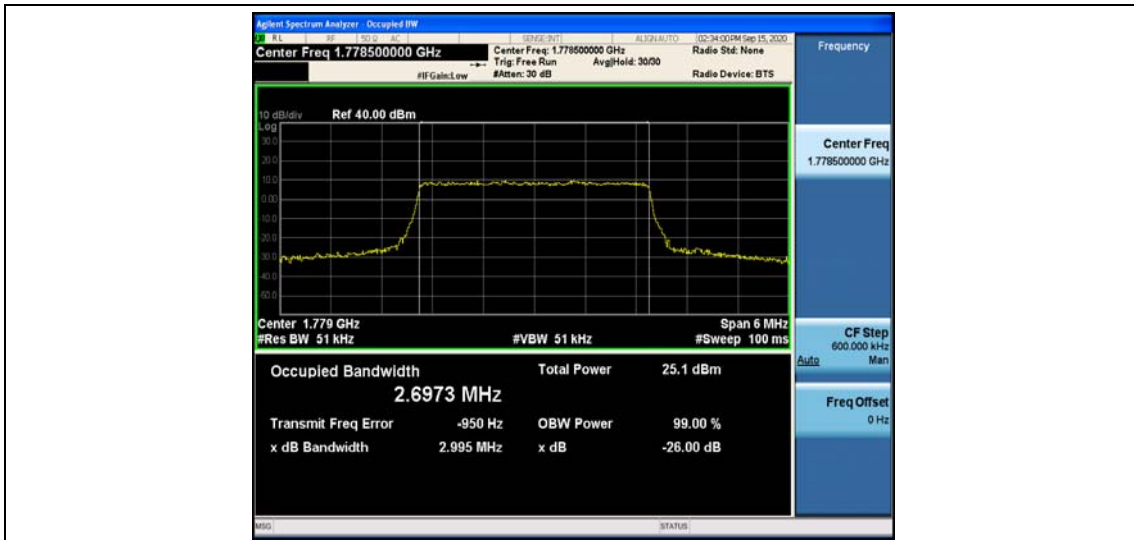 Agilent Spectrum Analyzer - Occupied BW
RL RF 50 Ω AC SENSE:INT ALIGN AUTO 02:34:00 PM Sep 15, 2020
Center Freq 1.778500000 GHz
Center Freq: 1.778500000 GHz
Radio Std: None
Trig: Free Run Avg|Hold: 30/30
#IFGain:Low #Atten: 30 dB Radio Device: BTS
10 dB/div Ref 40.00 dBm
Log
30.0
20.0
10.0
0.00
-10.0
-20.0
-30.0
-40.0
-50.0
Center 1.779 GHz Span 6 MHz
#Res BW 51 kHz #VBW 51 kHz #Sweep 100 ms
Occupied Bandwidth Total Power 25.1 dBm
2.6973 MHz
Transmit Freq Error -950 Hz OBW Power 99.00 %
x dB Bandwidth 2.995 MHz x dB -26.00 dB
MSG STATUS
Frequency
Center Freq
1.778500000 GHz
CF Step
600.000 kHz
Auto Man
Freq Offset
0 Hz